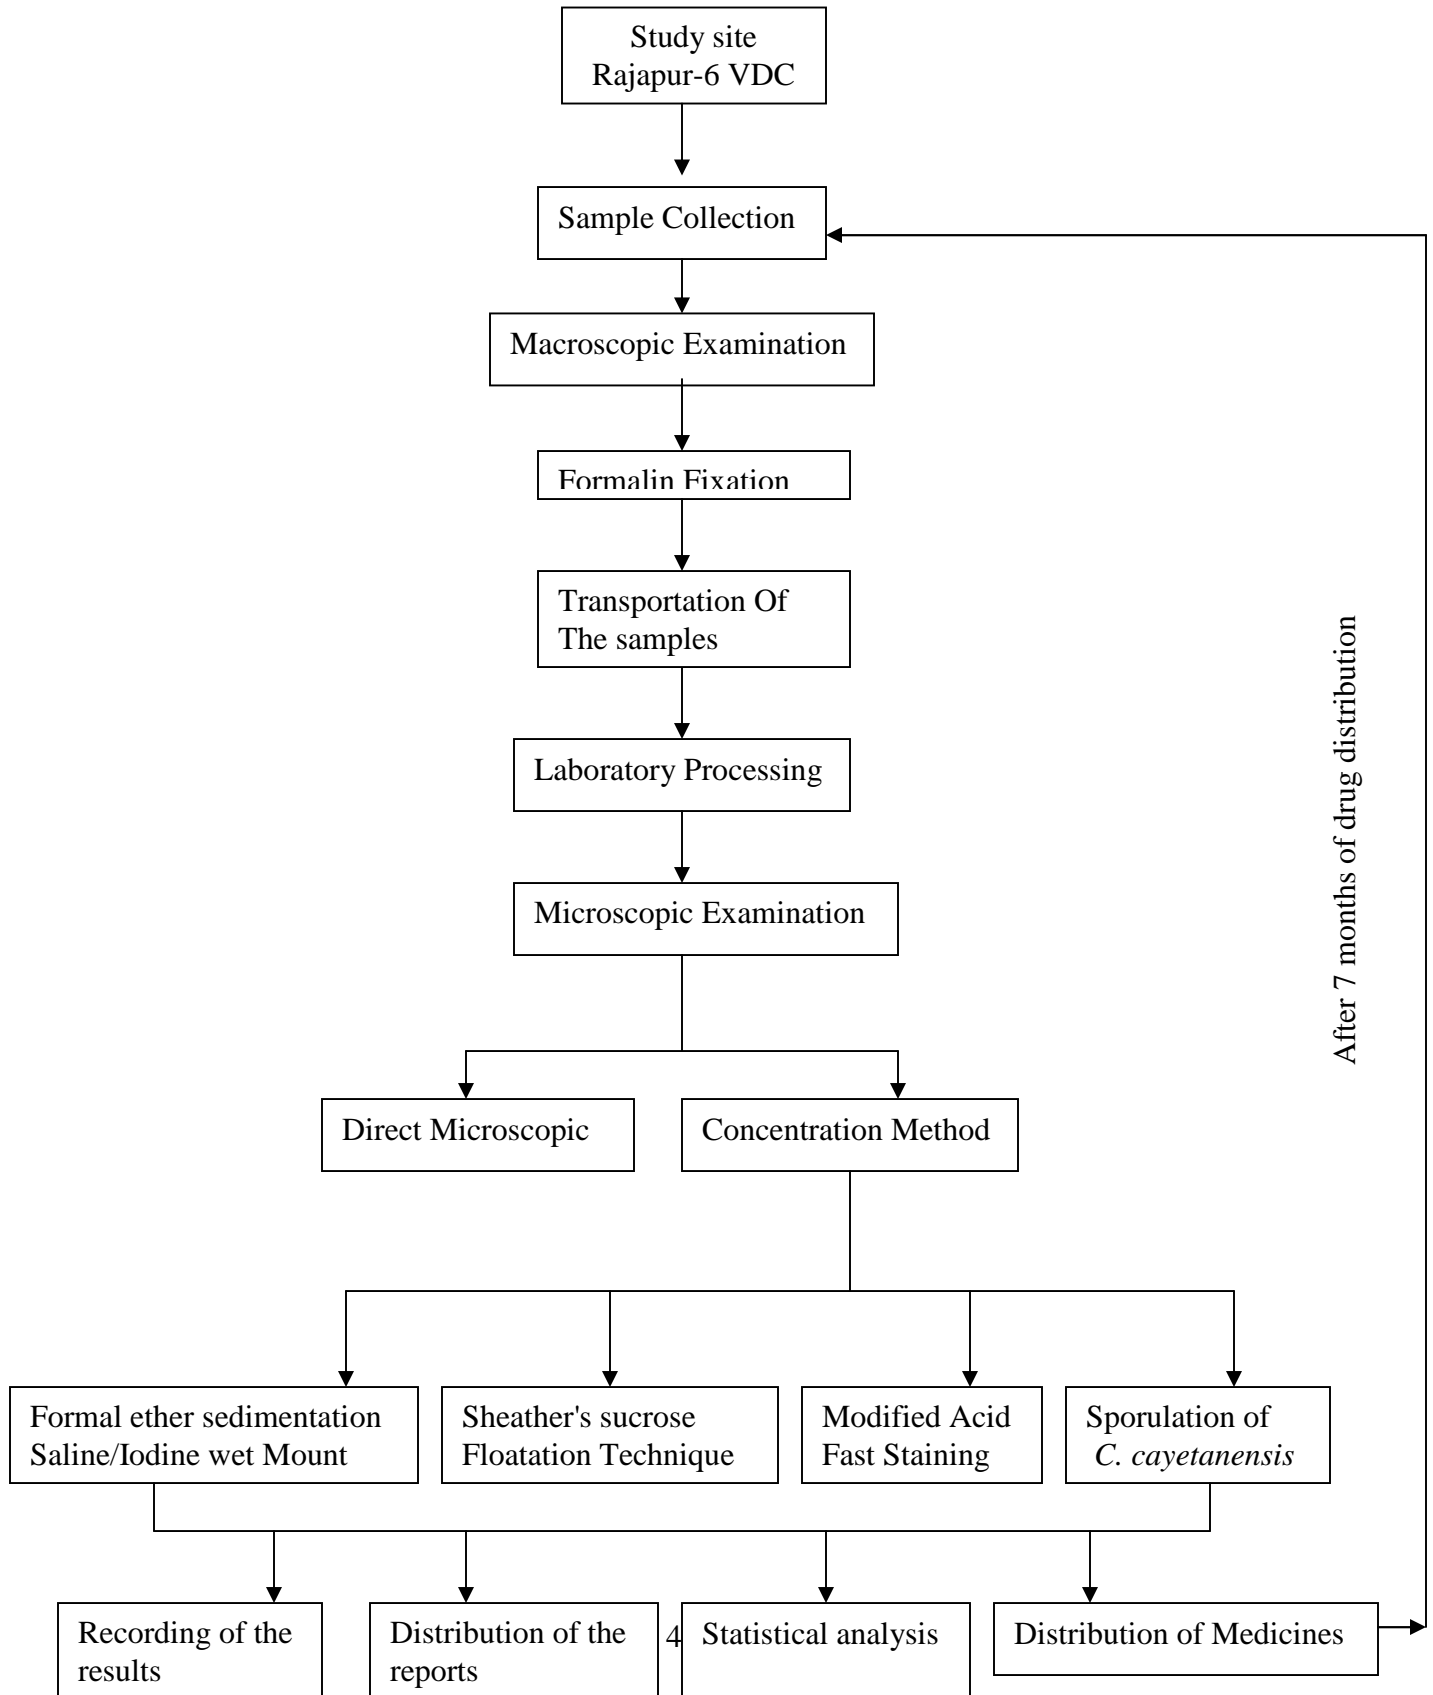 Study site
Rajapur-6 VDC
Sample Collection
Macroscopic Examination
Formalin Fixation
Transportation Of
The samples
Laboratory Processing
Microscopic Examination
After 7 months of drug distribution
Direct Microscopic
Concentration Method
Formal ether sedimentation
Saline/Iodine wet Mount
Sheather's sucrose
Floatation Technique
Modified Acid
Fast Staining
Sporulation of
C. cayetanensis
Recording of the
results
Distribution of the
reports
4
Statistical analysis
Distribution of Medicines